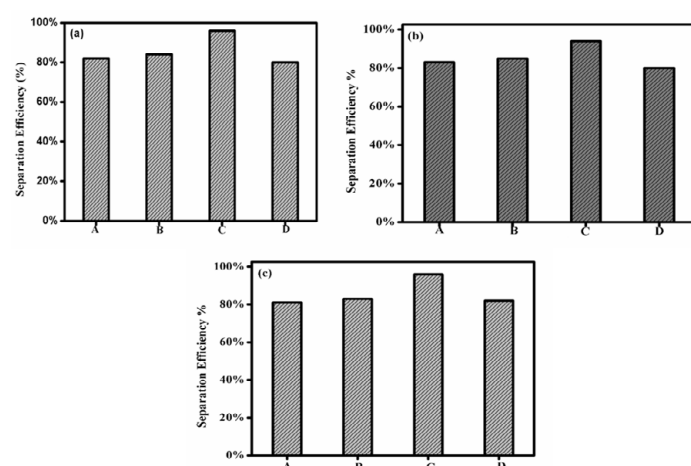 (a)
Separation Efficiency (%)
100%
80%
60%
40%
20%
0%
A B C D
(b)
Separation Efficiency %
100%
80%
60%
40%
20%
0%
A B C D
(c)
Separation Efficiency %
100%
80%
60%
40%
20%
0%
A B C D